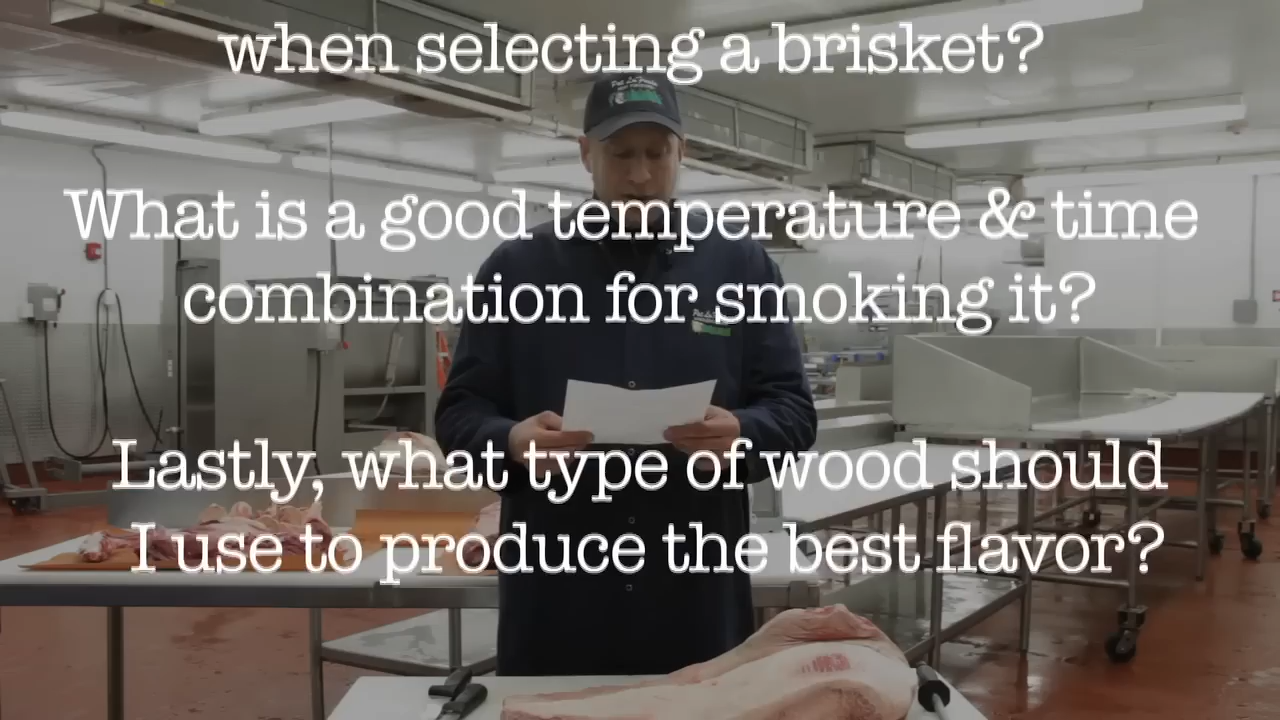 when selecting a brisket?
What is a good temperature & time
combination for smoking it?
Lastly, what type of wood should
I use to produce the best flavor?